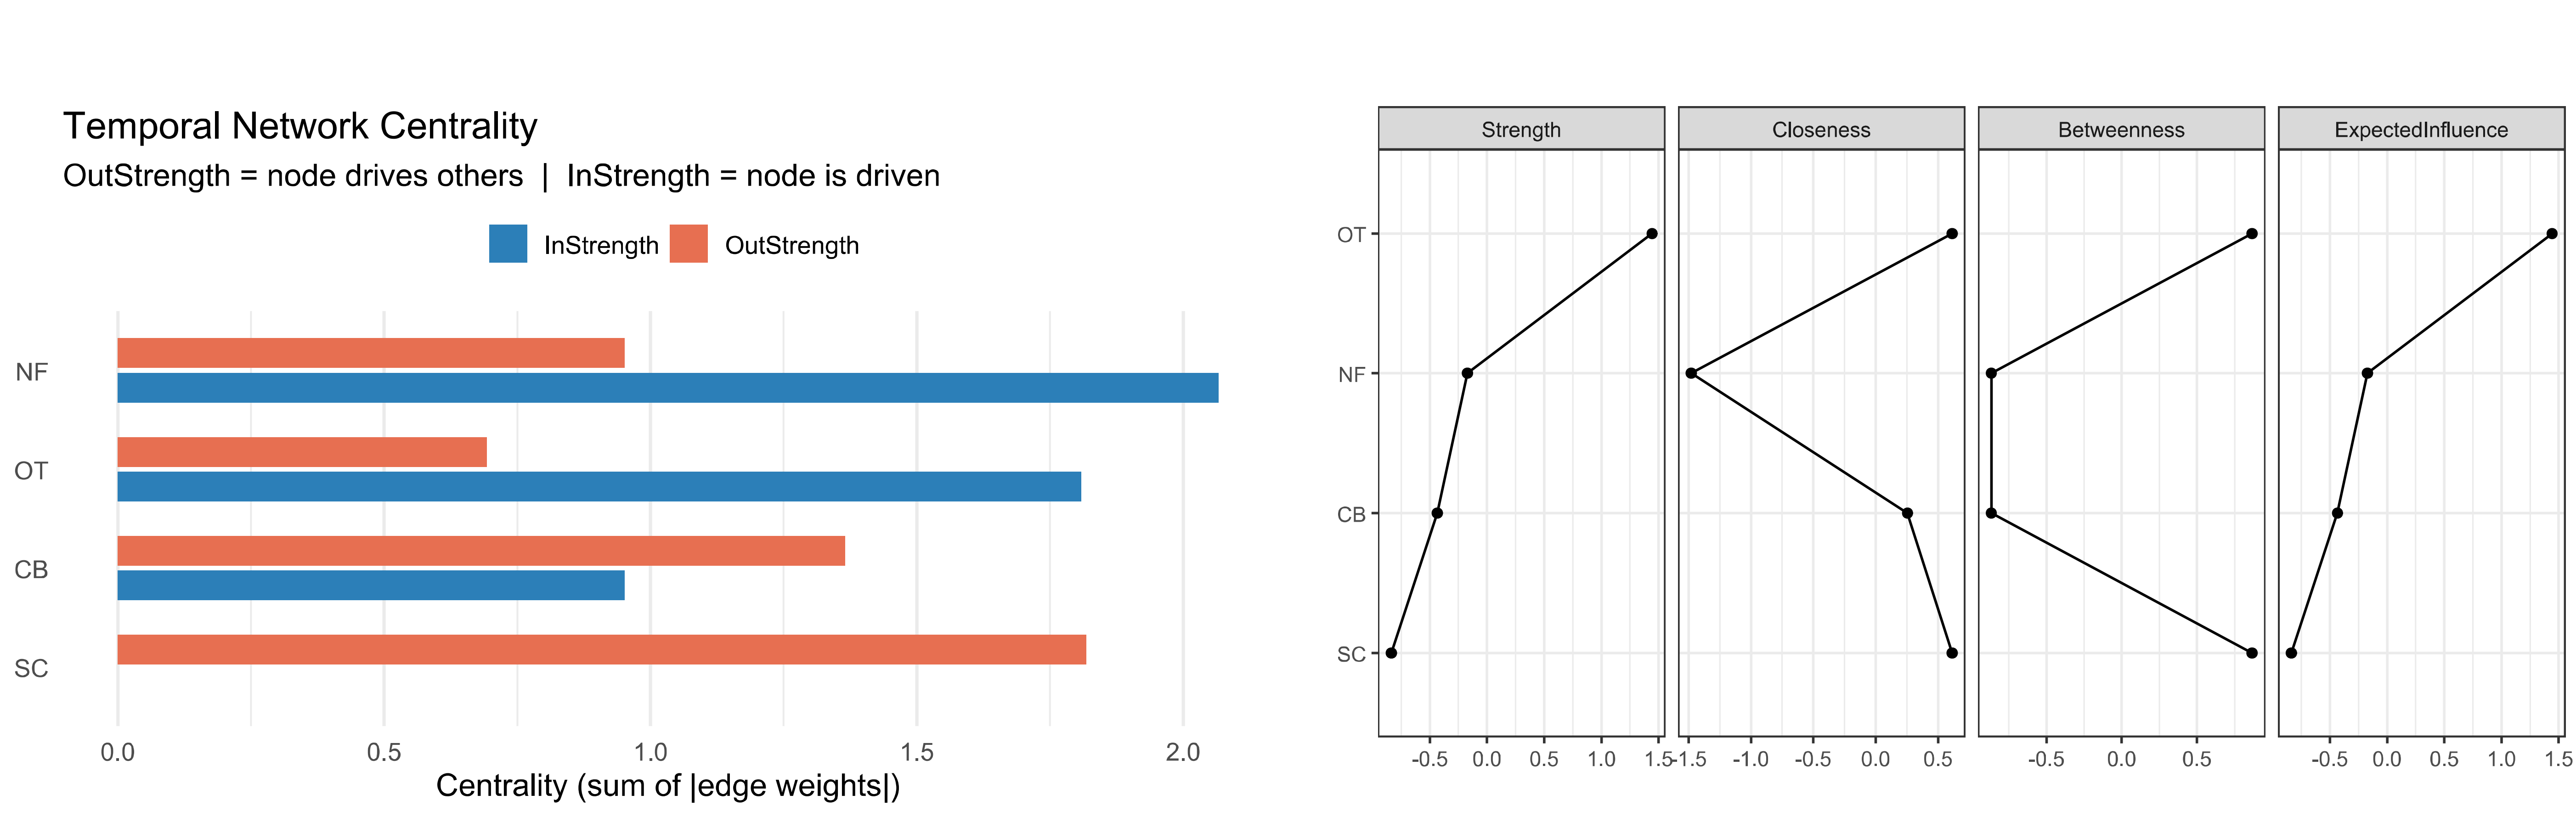 Temporal Network Centrality
OutStrength = node drives others | InStrength = node is driven
InStrength OutStrength
NF
OT
CB
SC
0.0 0.5 1.0 1.5 2.0
Centrality (sum of |edge weights|)
Strength Closeness Betweenness ExpectedInfluence
OT
NF
CB
SC
-0.5 0.0 0.5 1.0 1.5 -1.5 -1.0 -0.5 0.0 0.5 -0.5 0.0 0.5 -0.5 0.0 0.5 1.0 1.5